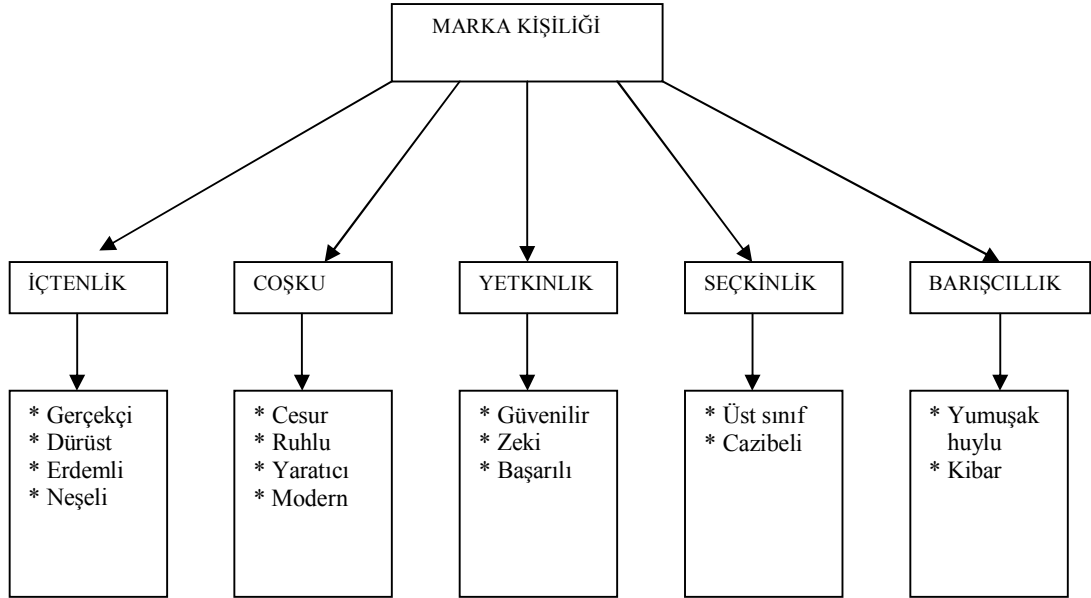 MARKA KİŞİLİĞİ
İÇTENLİK
COŞKU
YETKINLIK
SEÇKİNLİK
BARIŞCILLIK
* Gerçekçi
* Dürüst
* Erdemli
* Neşeli
* Cesur
* Ruhlu
* Yaratıcı
* Modern
* Güvenilir
* Zeki
* Başarılı
* Üst sınıf
* Cazibeli
* Yumuşak
huylu
* Kibar